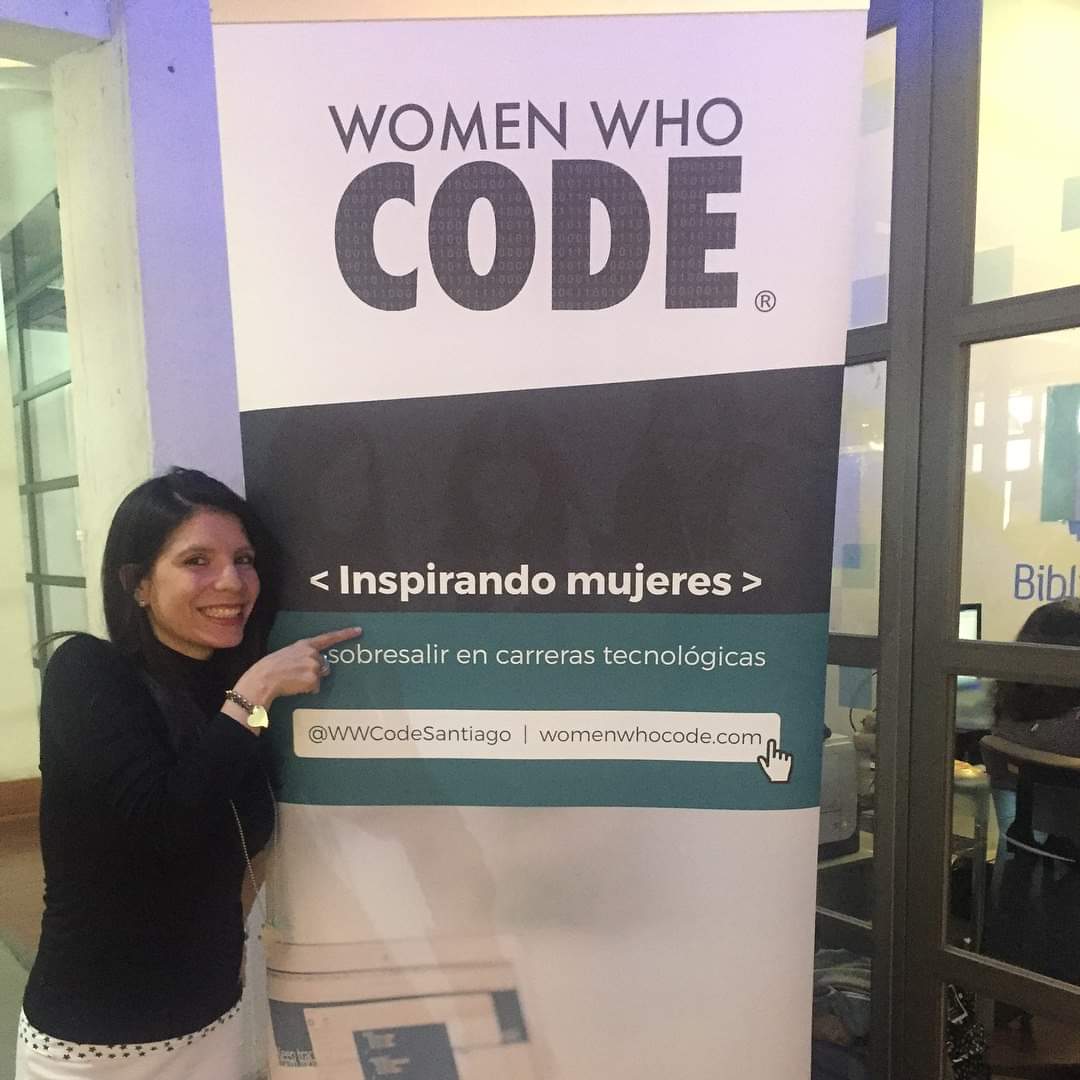 WOMEN WHO
CODE ®
< Inspirando mujeres >
sobresalir en carreras tecnológicas
@WWCodeSantiago | womenwhocode.com
Bibl